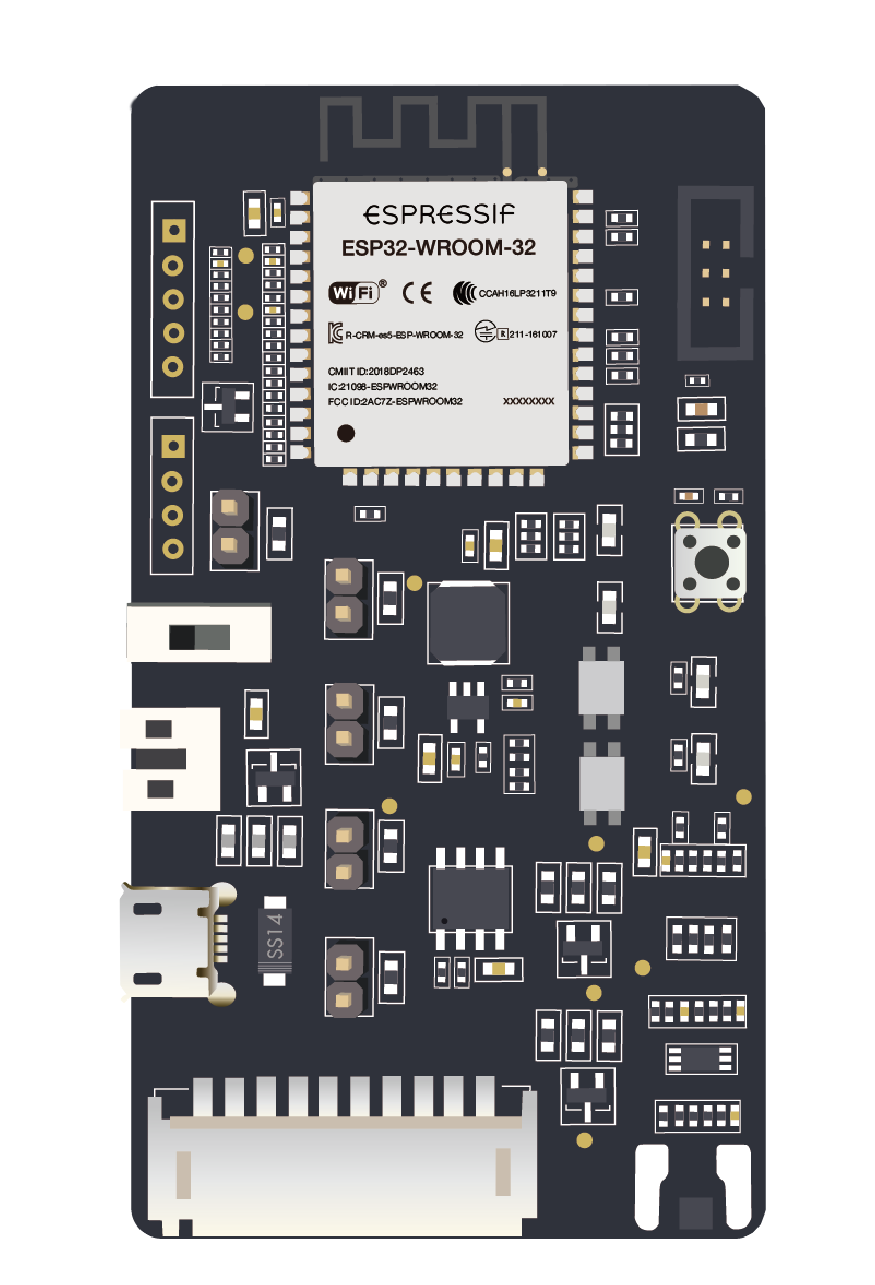 ESPRESSIF
ESP32-WROOM-32
WiFi ® CE CCAH16LIP3211T9
R-CRM-es5-ESP-WROOM-32 R 211-161007
CMIIT ID:2018DP2463
IC:21098-ESPWROOM32
FCC ID:2AC7Z-ESPWROOM32 XXXXXXXX
SS14